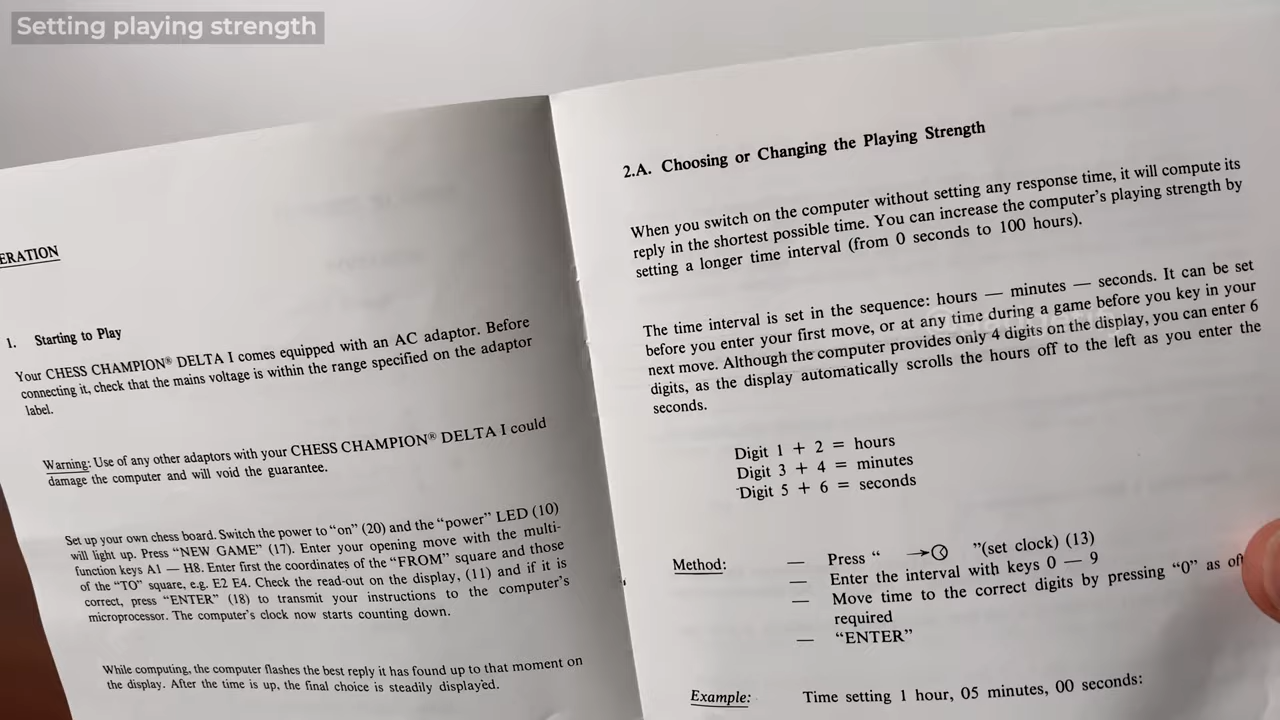 Setting playing strength
ERATION
1. Starting to Play
Your CHESS CHAMPION® DELTA I comes equipped with an AC adaptor. Before
connecting it, check that the mains voltage is within the range specified on the adaptor
label.
Warning: Use of any other adaptors with your CHESS CHAMPION® DELTA I could
damage the computer and will void the guarantee.
Set up your own chess board. Switch the power to “on” (20) and the “power” LED (10)
will light up. Press “NEW GAME” (17). Enter your opening move with the multi-
function keys A1 — H8. Enter first the coordinates of the “FROM” square and those
of the “TO” square, e.g. E2 E4. Check the read-out on the display, (11) and if it is
correct, press “ENTER” (18) to transmit your instructions to the computer’s
microprocessor. The computer’s clock now starts counting down.
While computing, the computer flashes the best reply it has found up to that moment on
the display. After the time is up, the final choice is steadily displayed.
2.A. Choosing or Changing the Playing Strength
When you switch on the computer without setting any response time, it will compute its
reply in the shortest possible time. You can increase the computer’s playing strength by
setting a longer time interval (from 0 seconds to 100 hours).
The time interval is set in the sequence: hours — minutes — seconds. It can be set
before you enter your first move, or at any time during a game before you key in your
next move. Although the computer provides only 4 digits on the display, you can enter 6
digits, as the display automatically scrolls the hours off to the left as you enter the
seconds.
Digit 1 + 2 = hours
Digit 3 + 4 = minutes
Digit 5 + 6 = seconds
Method: — Press “ → ” (set clock) (13)
— Enter the interval with keys 0 — 9
— Move time to the correct digits by pressing “0” as of
required
— “ENTER”
Example: Time setting 1 hour, 05 minutes, 00 seconds: